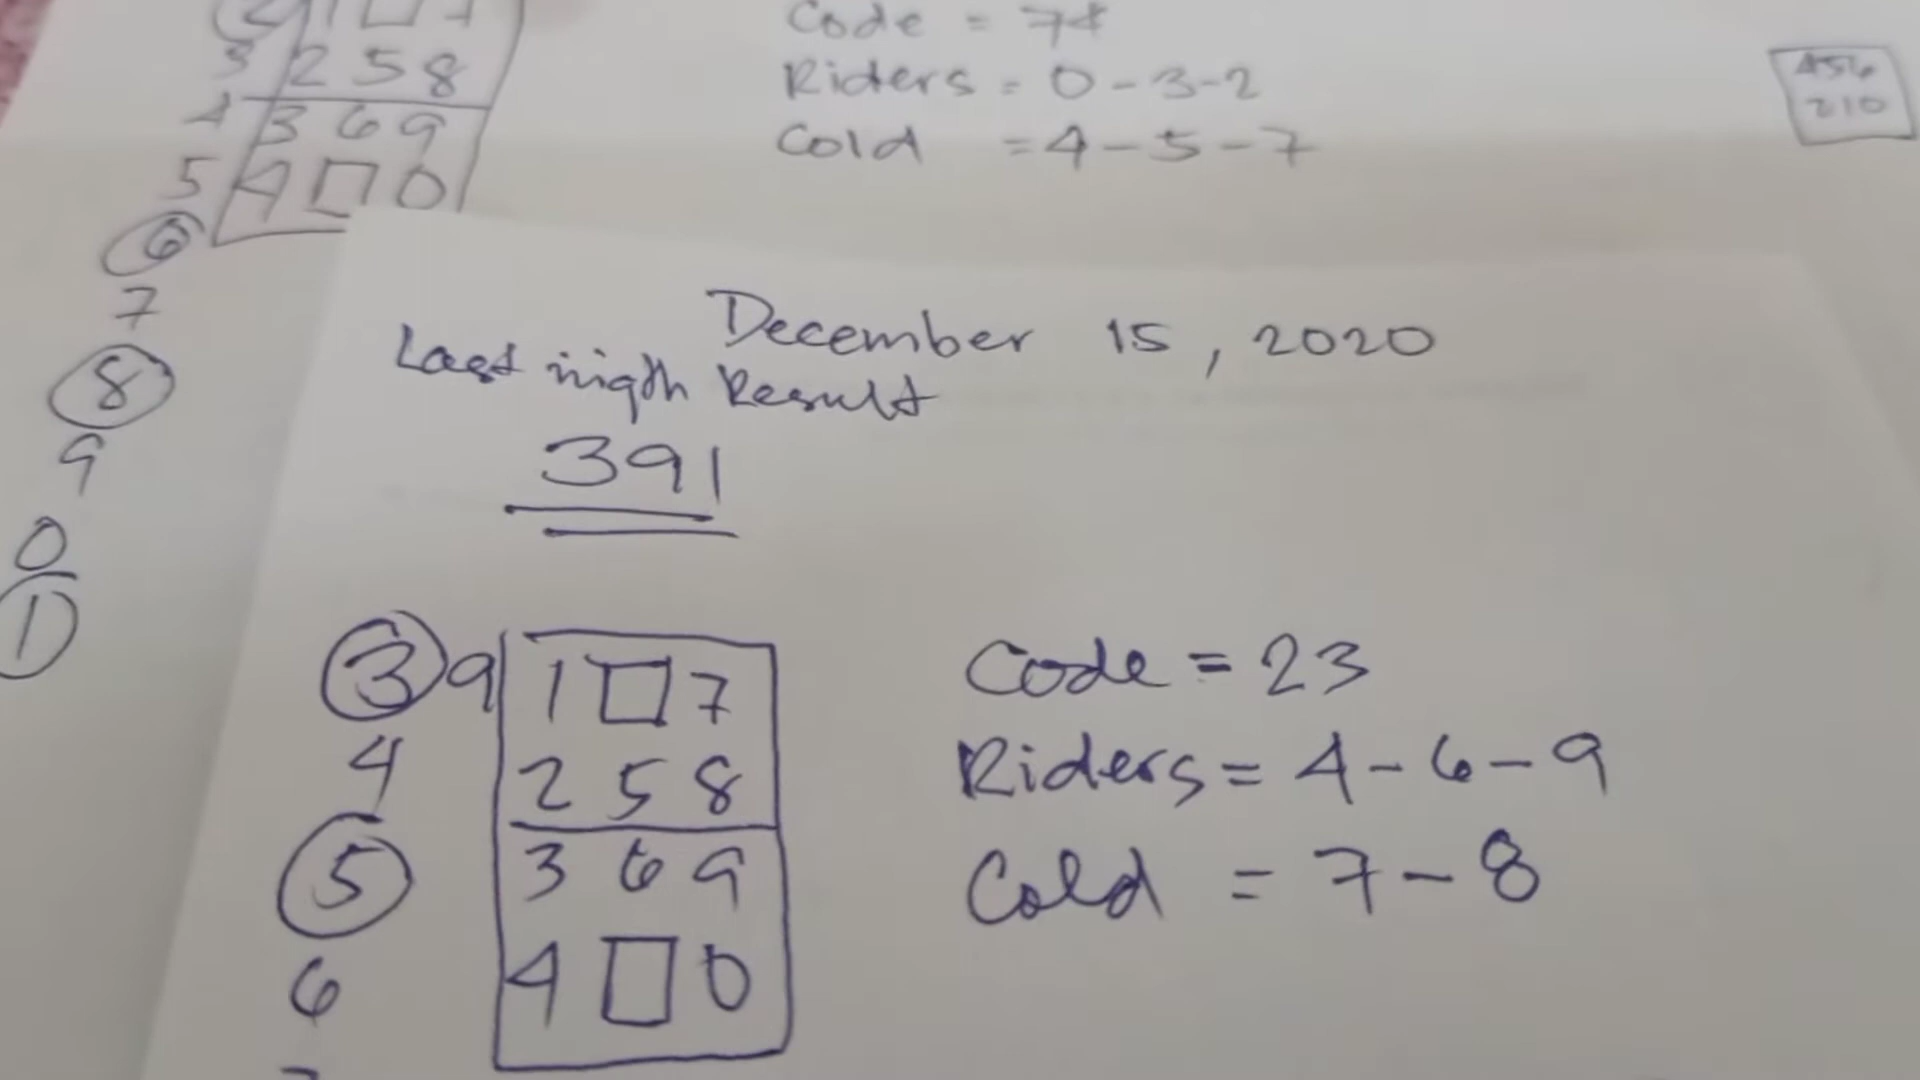 Code = 74
Riders = 0-3-2
Cold = 4-5-7
456
210
3 2 5 8
4 3 6 9
5 4 □ 0
6
7
8
9
0
1
December 15, 2020
Last nigth Result
391
3 9 1 □ 7
4 2 5 8
5 3 6 9
6 4 □ 0
Code = 23
Riders = 4-6-9
Cold = 7-8